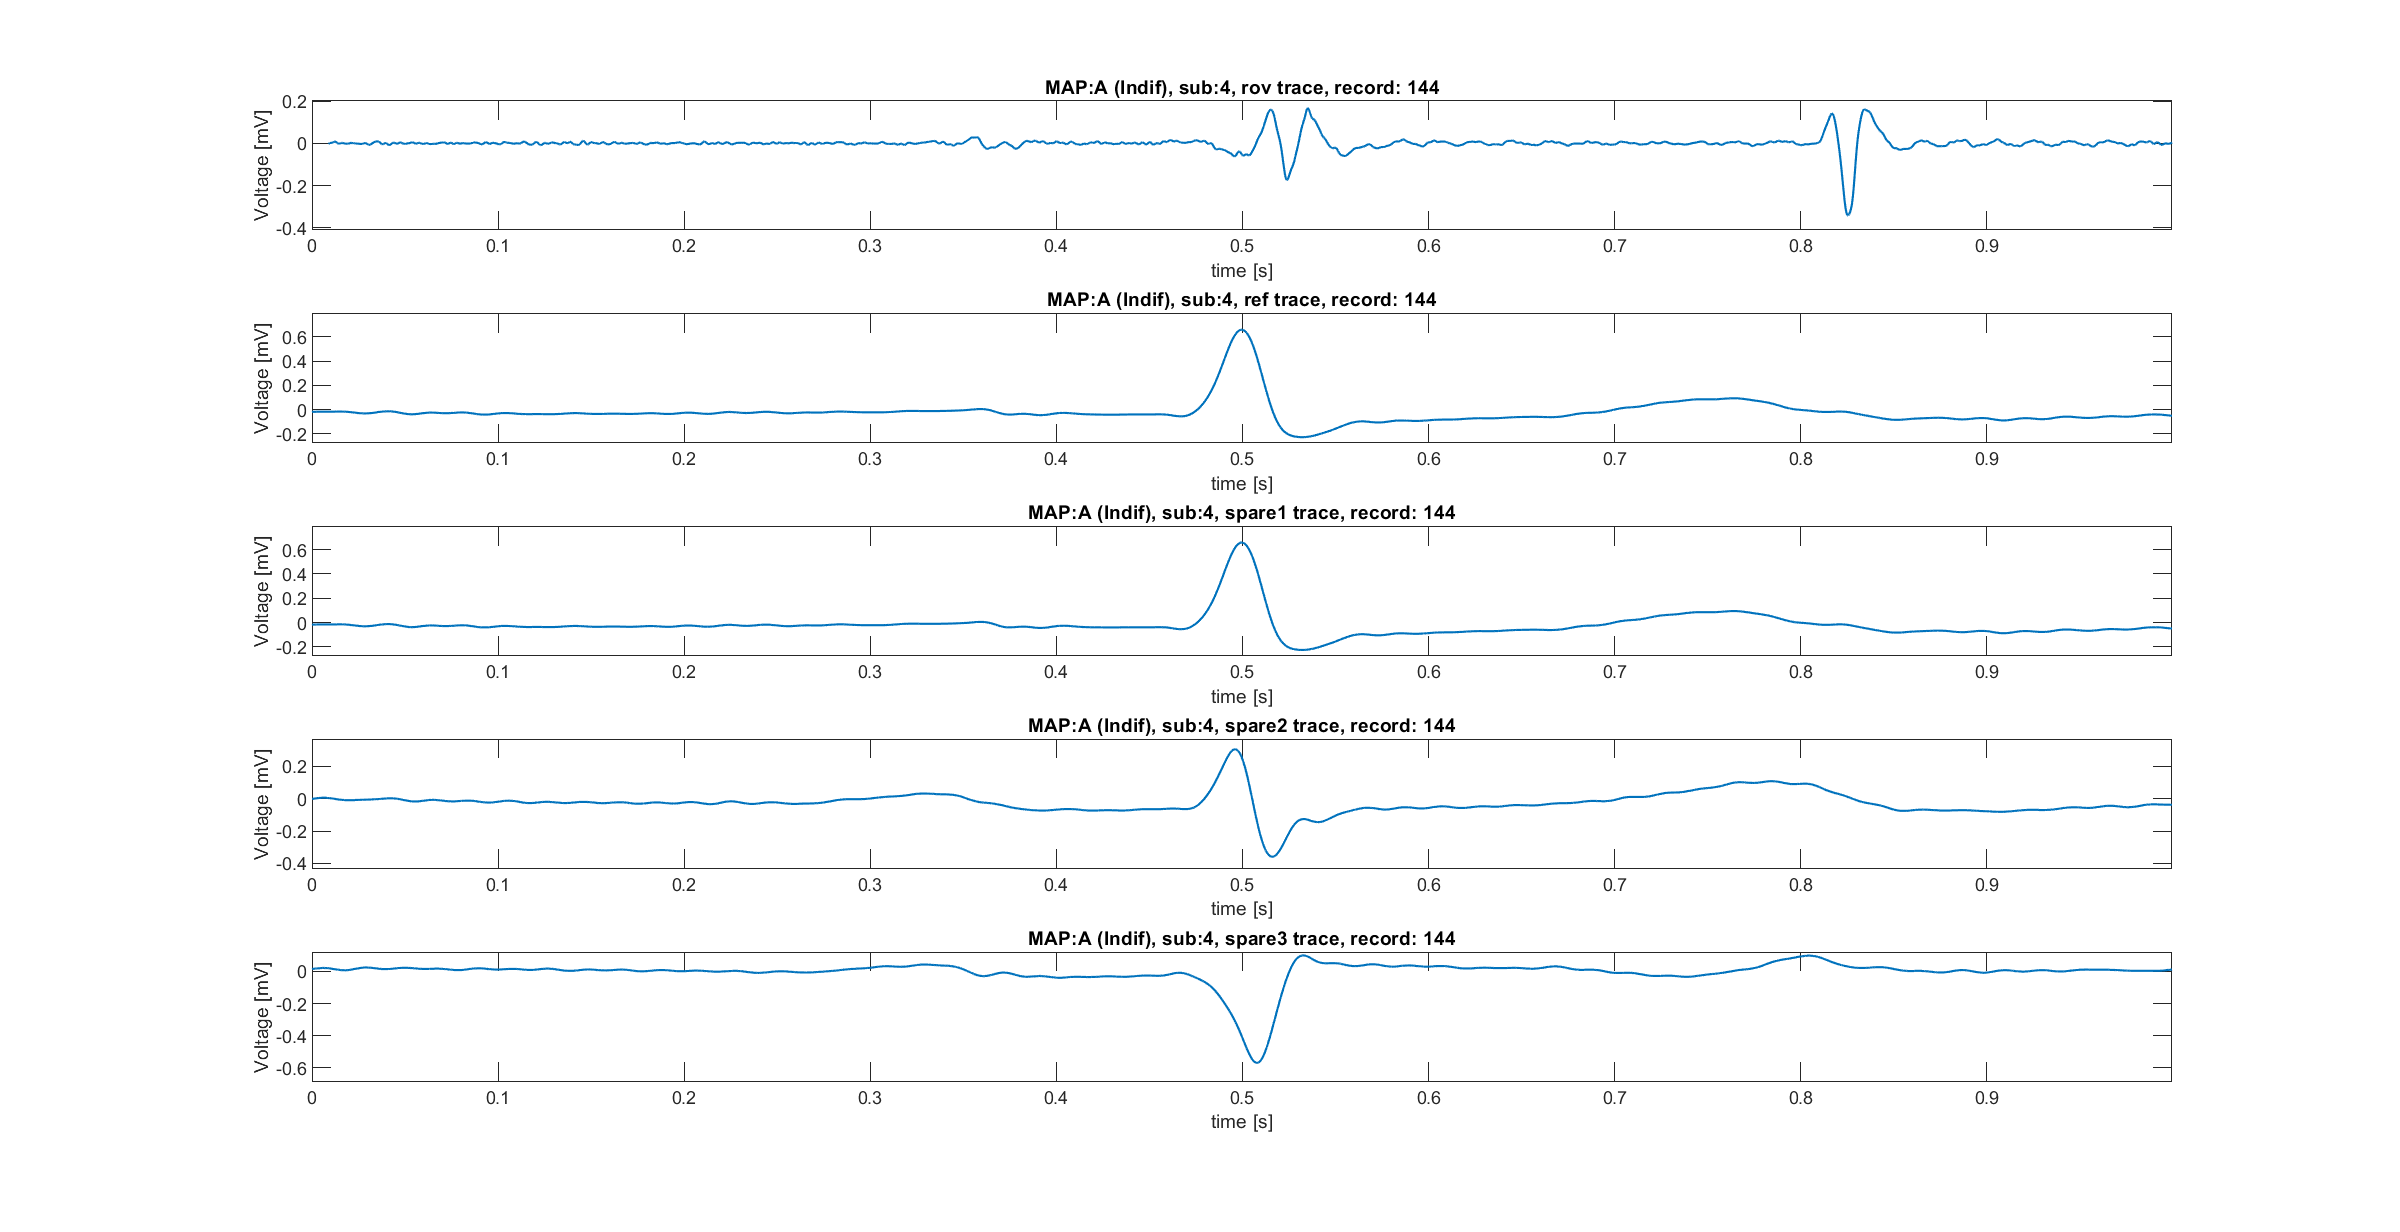 MAP:A (Indif), sub:4, rov trace, record: 144
Voltage [mV]
0.2
0
-0.2
-0.4
0 0.1 0.2 0.3 0.4 0.5 0.6 0.7 0.8 0.9
time [s]
MAP:A (Indif), sub:4, ref trace, record: 144
Voltage [mV]
0.6
0.4
0.2
0
-0.2
0 0.1 0.2 0.3 0.4 0.5 0.6 0.7 0.8 0.9
time [s]
MAP:A (Indif), sub:4, spare1 trace, record: 144
Voltage [mV]
0.6
0.4
0.2
0
-0.2
0 0.1 0.2 0.3 0.4 0.5 0.6 0.7 0.8 0.9
time [s]
MAP:A (Indif), sub:4, spare2 trace, record: 144
Voltage [mV]
0.2
0
-0.2
-0.4
0 0.1 0.2 0.3 0.4 0.5 0.6 0.7 0.8 0.9
time [s]
MAP:A (Indif), sub:4, spare3 trace, record: 144
Voltage [mV]
0
-0.2
-0.4
-0.6
0 0.1 0.2 0.3 0.4 0.5 0.6 0.7 0.8 0.9
time [s]